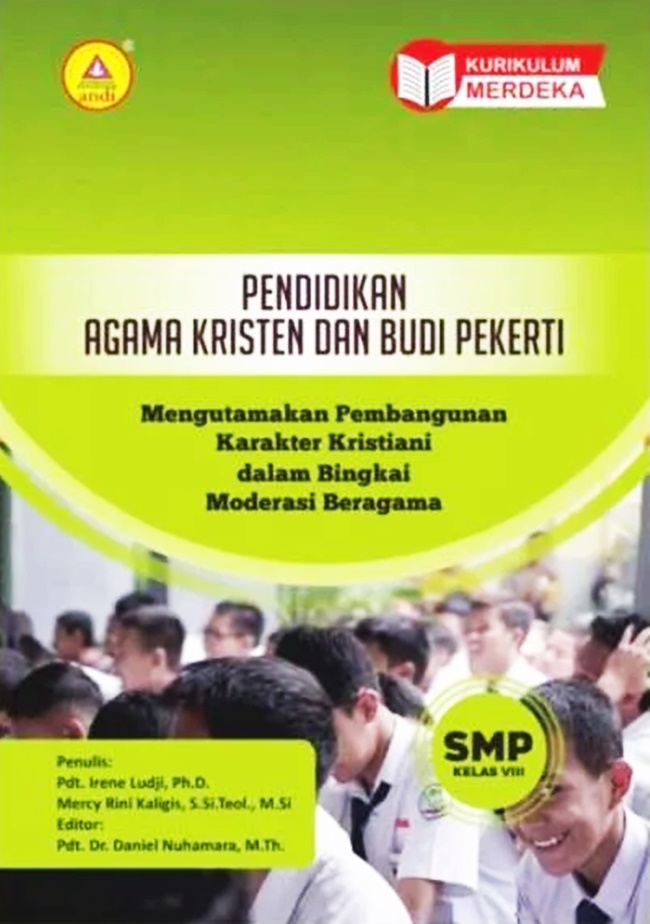 andi
KURIKULUM
MERDEKA
PENDIDIKAN
AGAMA KRISTEN DAN BUDI PEKERTI
Mengutamakan Pembangunan
Karakter Kristiani
dalam Bingkai
Moderasi Beragama
SMP
KELAS VIII
Penulis:
Pdt. Irene Ludji, Ph.D.
Mercy Rini Kaligis, S.Si.Teol., M.Si
Editor:
Pdt. Dr. Daniel Nuhamara, M.Th.